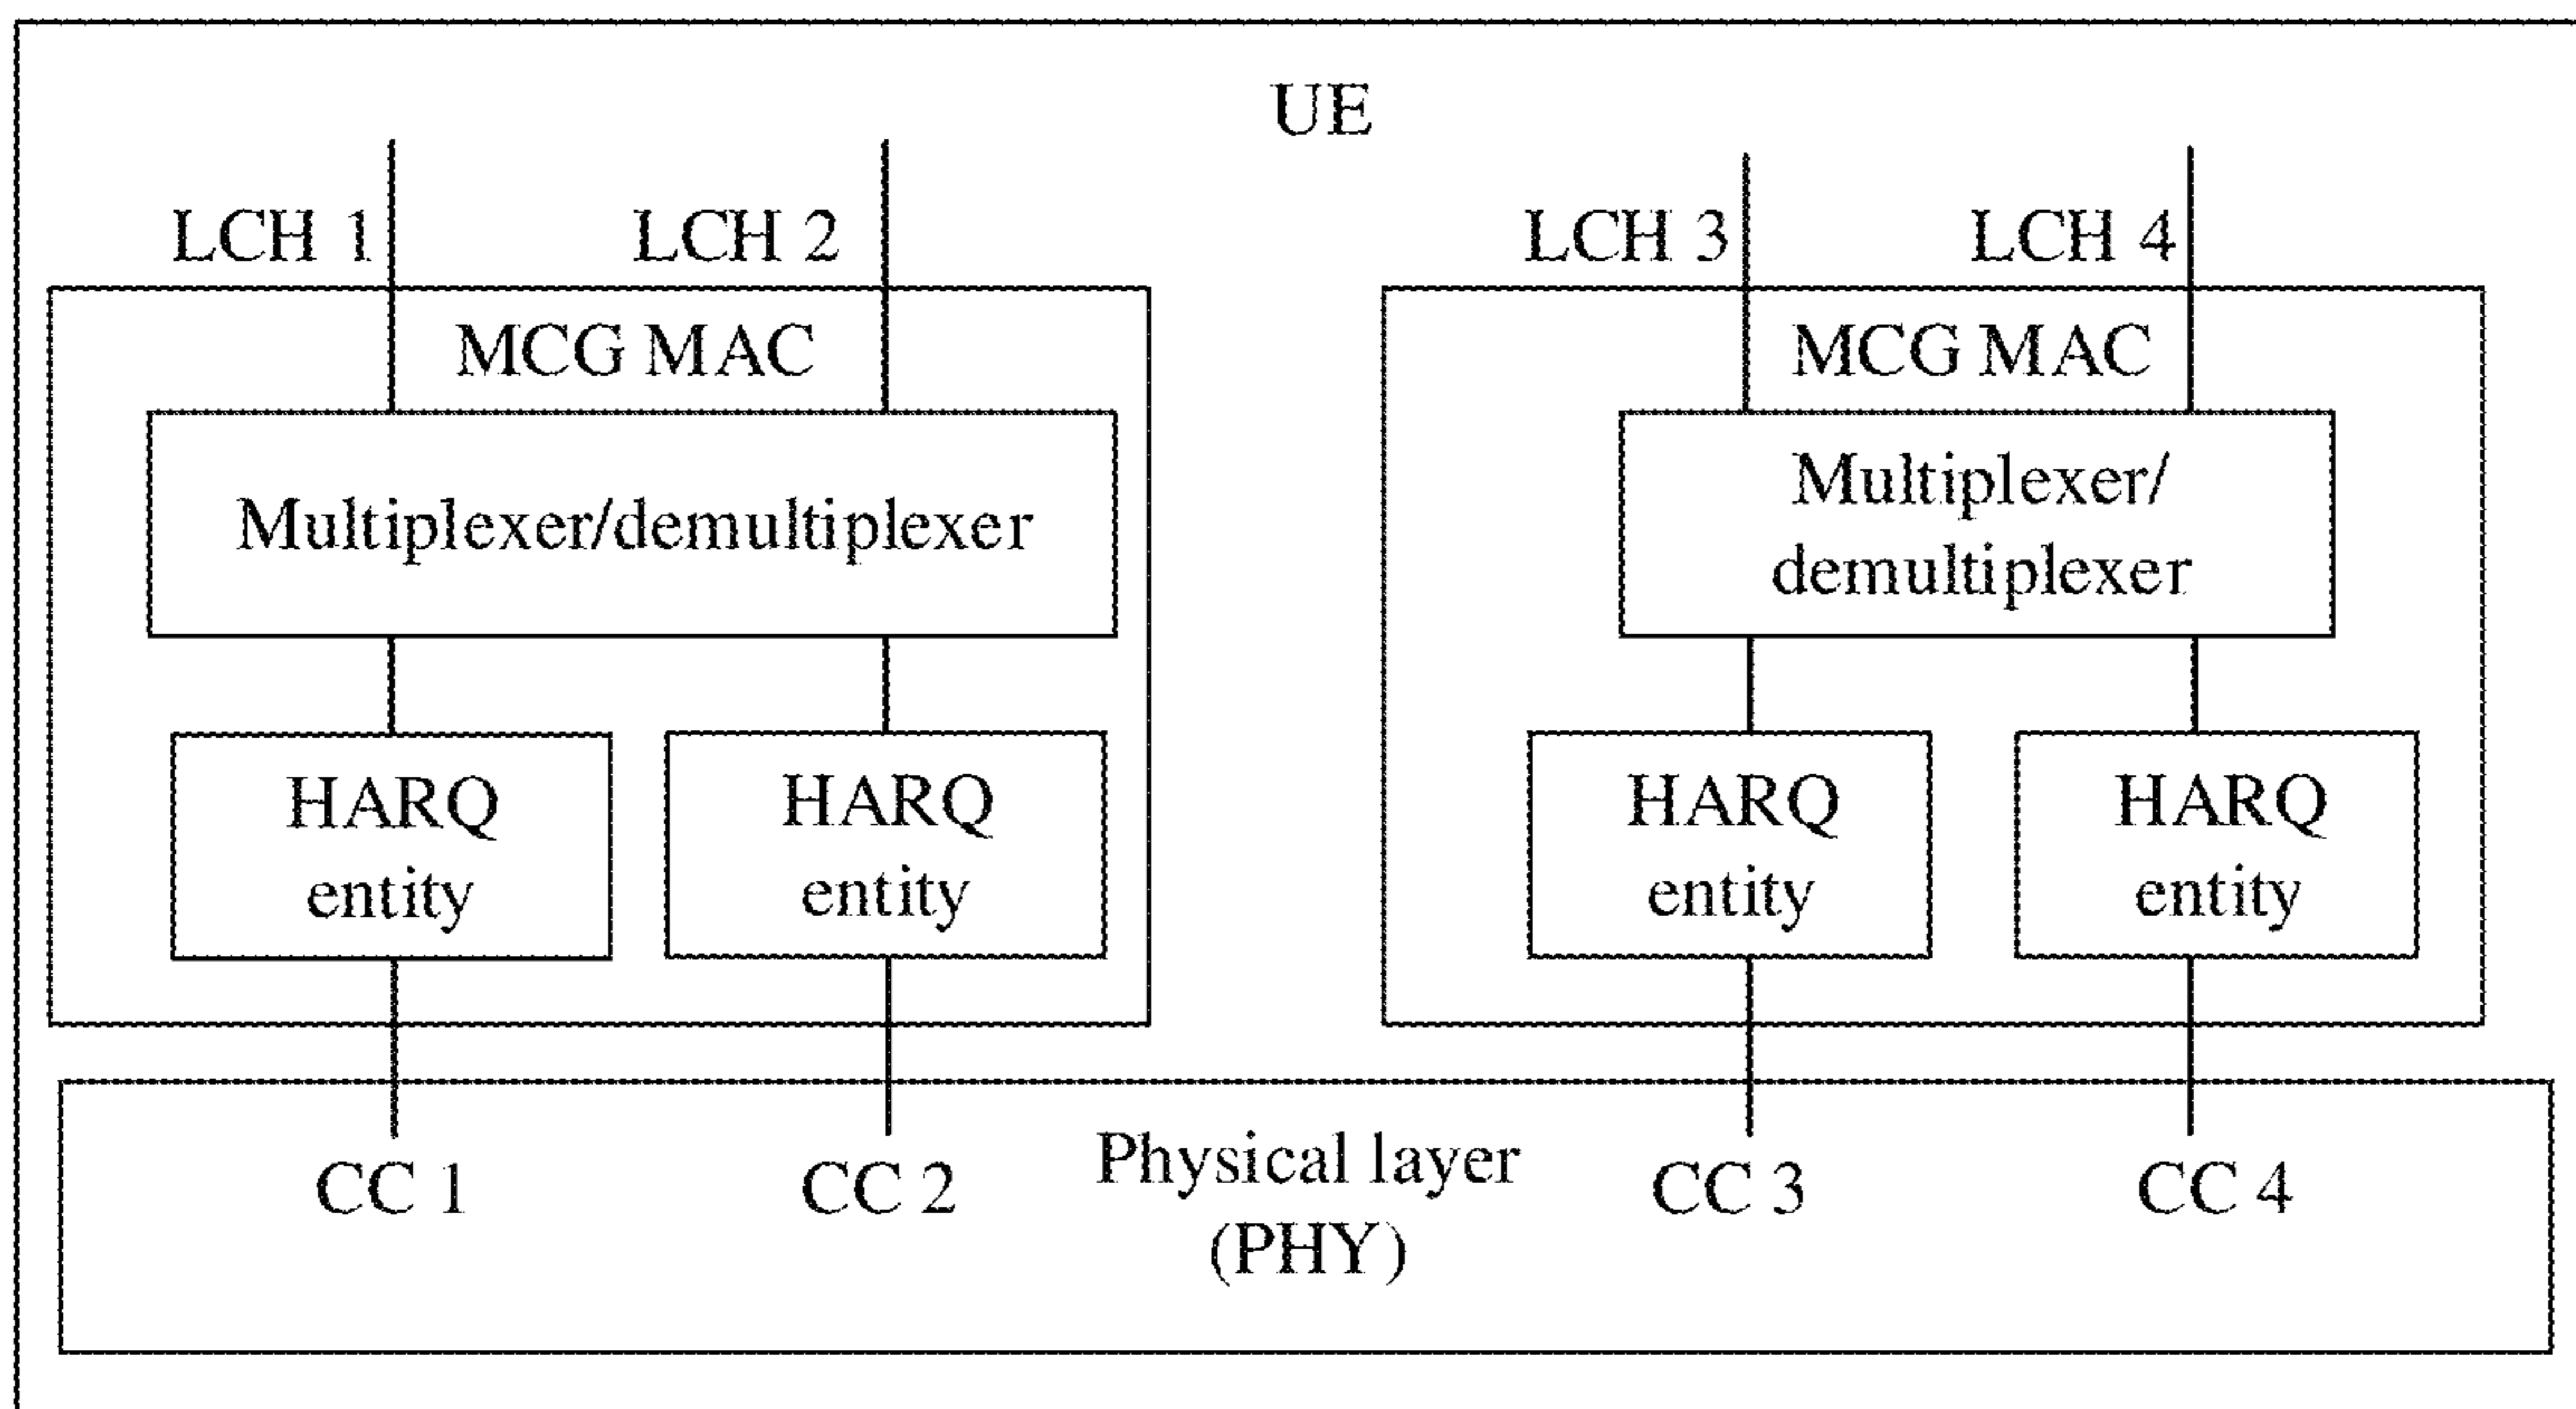 UE
LCH 1
LCH 2
LCH 3
LCH 4
MCG MAC
MCG MAC
Multiplexer/demultiplexer
Multiplexer/
demultiplexer
HARQ
entity
HARQ
entity
HARQ
entity
HARQ
entity
CC 1
CC 2
Physical layer
(PHY)
CC 3
CC 4